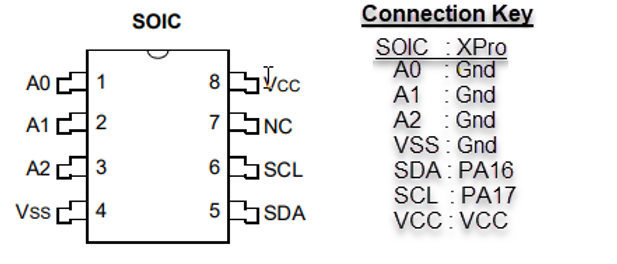 SOIC
A0 1 8 VCC
A1 2 7 NC
A2 3 6 SCL
VSS 4 5 SDA
Connection Key
SOIC : XPro
A0 : Gnd
A1 : Gnd
A2 : Gnd
VSS : Gnd
SDA : PA16
SCL : PA17
VCC : VCC